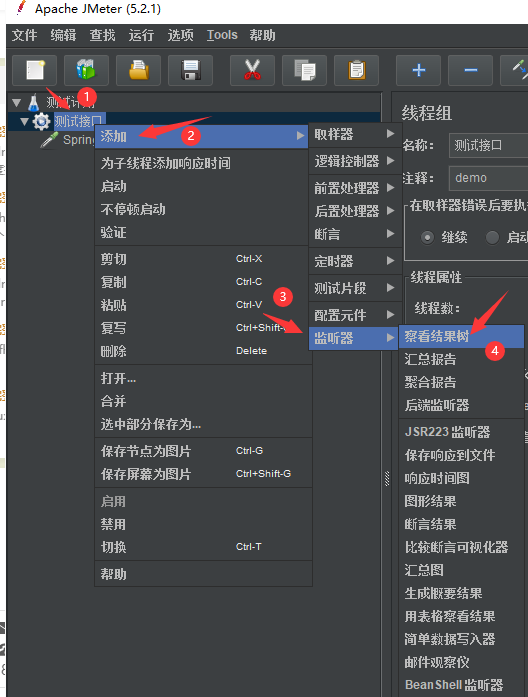 Apache JMeter (5.2.1)
文件 编辑 查找 运行 选项 Tools 帮助
测试计
1
测试接口
Spring
添加
2
为子线程添加响应时间
启动
不停顿启动
验证
剪切 Ctrl-X
复制 Ctrl-C
粘贴 Ctrl-V
复写 Ctrl+Shift-
删除 Delete
打开...
合并
选中部分保存为...
保存节点为图片 Ctrl-G
保存屏幕为图片 Ctrl+Shift-G
启用
禁用
切换 Ctrl-T
帮助
取样器
逻辑控制器
前置处理器
后置处理器
断言
定时器
测试片段
3
配置元件
监听器
线程组
名称： 测试接口
注释： demo
在取样器错误后要执
继续 启动
线程属性
线程数：
察看结果树
4
汇总报告
聚合报告
后端监听器
JSR223 监听器
保存响应到文件
响应时间图
图形结果
断言结果
比较断言可视化器
汇总图
生成概要结果
用表格察看结果
简单数据写入器
邮件观察仪
BeanShell 监听器